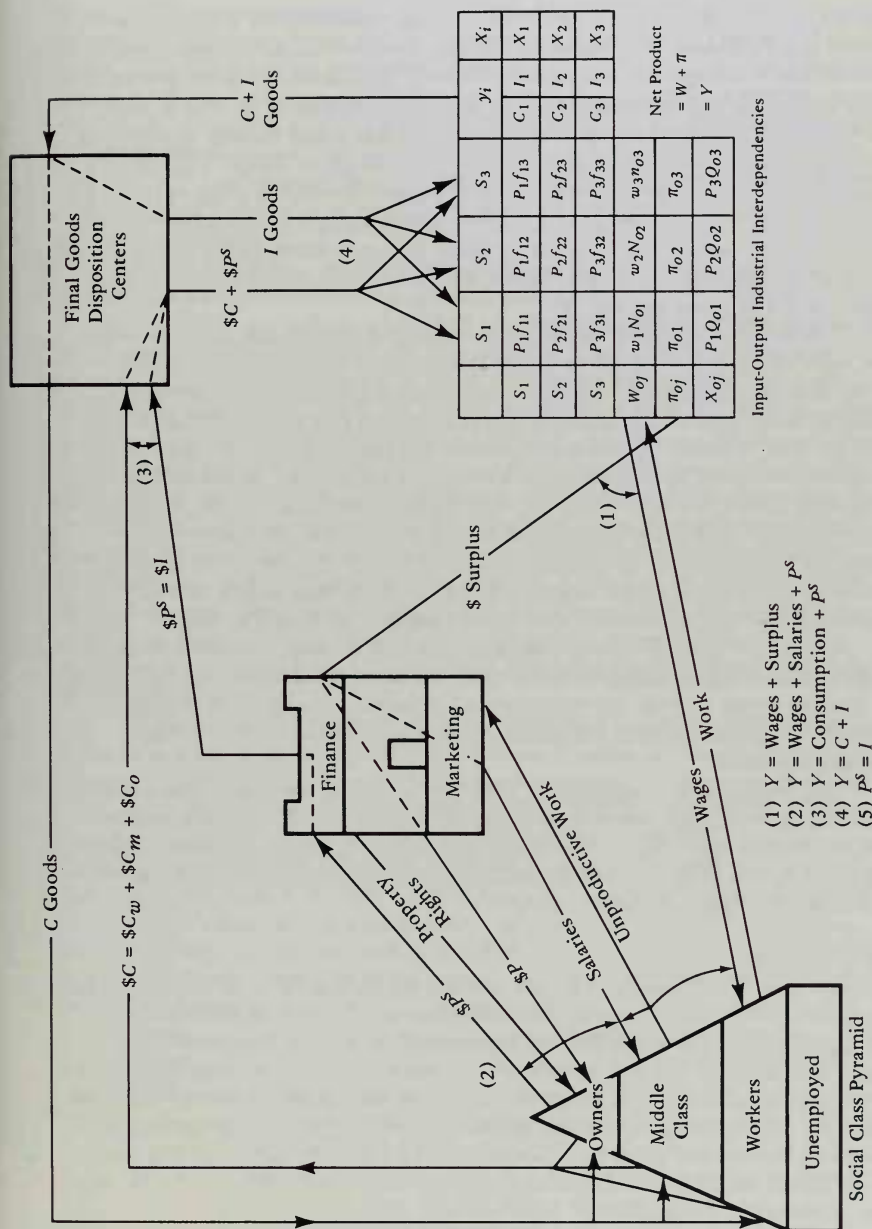 C Goods
$C = $C_w + $C_m + $C_o
(3)
$P^S = $I
Final Goods
Disposition
Centers
C + I
Goods
I Goods
$C + $P^S
(4)
S_1 S_2 S_3 y_i X_i
S_1 P_1f_11 P_1f_12 P_1f_13 C_1 I_1 X_1
S_2 P_2f_21 P_2f_22 P_2f_23 C_2 I_2 X_2
S_3 P_3f_31 P_3f_32 P_3f_33 C_3 I_3 X_3
W_oj w_1N_o1 w_2N_o2 w_3n_o3
π_oj π_o1 π_o2 π_o3
X_oj P_1Q_o1 P_2Q_o2 P_3Q_o3
Net Product
= W + π
= Y
Input-Output Industrial Interdependencies
Finance
Marketing
$ Surplus
(1)
Property
Rights
$P^S
$P
(2)
Salaries
Unproductive Work
Wages
Work
Owners
Middle
Class
Workers
Unemployed
Social Class Pyramid
(1) Y = Wages + Surplus
(2) Y = Wages + Salaries + P^S
(3) Y = Consumption + P^S
(4) Y = C + I
(5) P^S = I